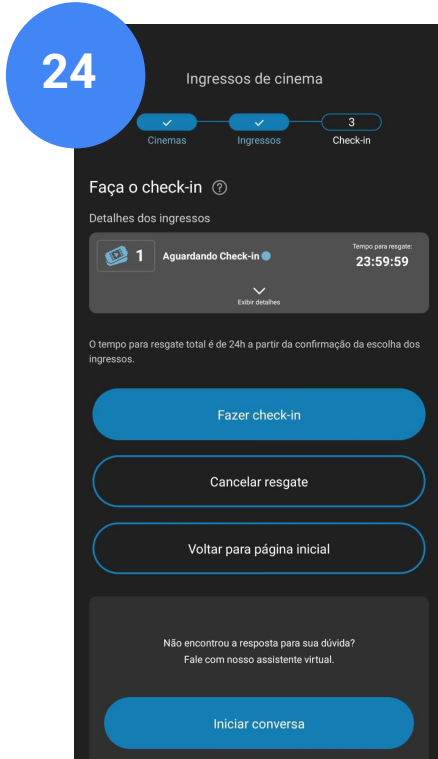 24
Ingressos de cinema
3
Cinemas
Ingressos
Check-in
Faça o check-in ?
Detalhes dos ingressos
1
Aguardando Check-in
Tempo para resgate:
23:59:59
Exibir detalhes
O tempo para resgate total é de 24h a partir da confirmação da escolha dos
ingressos.
Fazer check-in
Cancelar resgate
Voltar para página inicial
Não encontrou a resposta para sua dúvida?
Fale com nosso assistente virtual.
Iniciar conversa